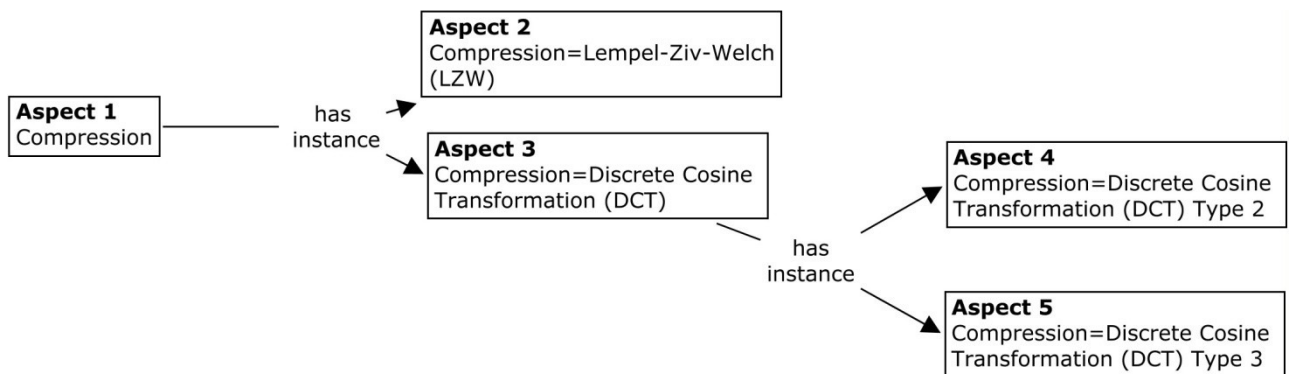 Aspect 1
Compression
has
instance
Aspect 2
Compression=Lempel-Ziv-Welch
(LZW)
Aspect 3
Compression=Discrete Cosine
Transformation (DCT)
has
instance
Aspect 4
Compression=Discrete Cosine
Transformation (DCT) Type 2
Aspect 5
Compression=Discrete Cosine
Transformation (DCT) Type 3